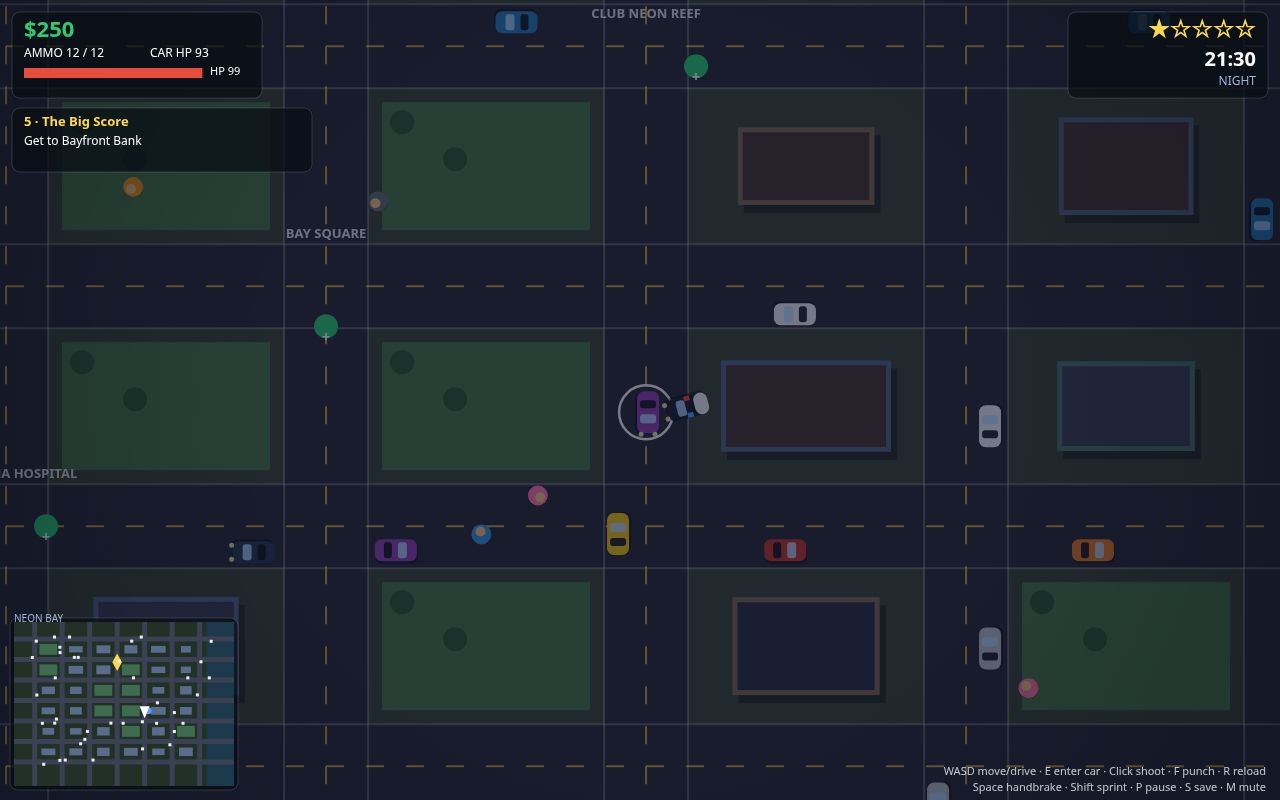 CLUB NEON REEF
$250
AMMO 12 / 12 CAR HP 93
HP 99
21:30
NIGHT
5 · The Big Score
Get to Bayfront Bank
BAY SQUARE
A HOSPITAL
NEON BAY
WASD move/drive · E enter car · Click shoot · F punch · R reload
Space handbrake · Shift sprint · P pause · S save · M mute